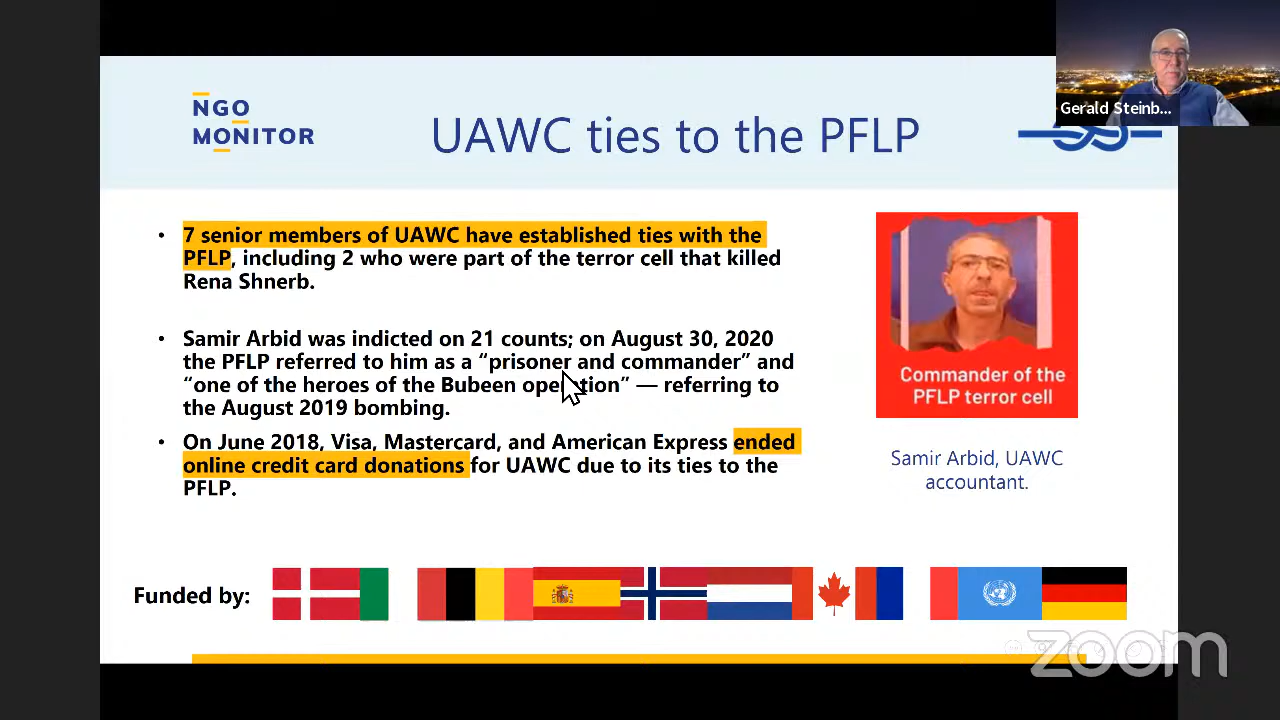 Gerald Steinb...
NGO
MONITOR
UAWC ties to the PFLP
• 7 senior members of UAWC have established ties with the
PFLP, including 2 who were part of the terror cell that killed
Rena Shnerb.
• Samir Arbid was indicted on 21 counts; on August 30, 2020
the PFLP referred to him as a “prisoner and commander” and
“one of the heroes of the Bubeen operation” — referring to
the August 2019 bombing.
• On June 2018, Visa, Mastercard, and American Express ended
online credit card donations for UAWC due to its ties to the
PFLP.
Commander of the
PFLP terror cell
Samir Arbid, UAWC
accountant.
Funded by:
zoom